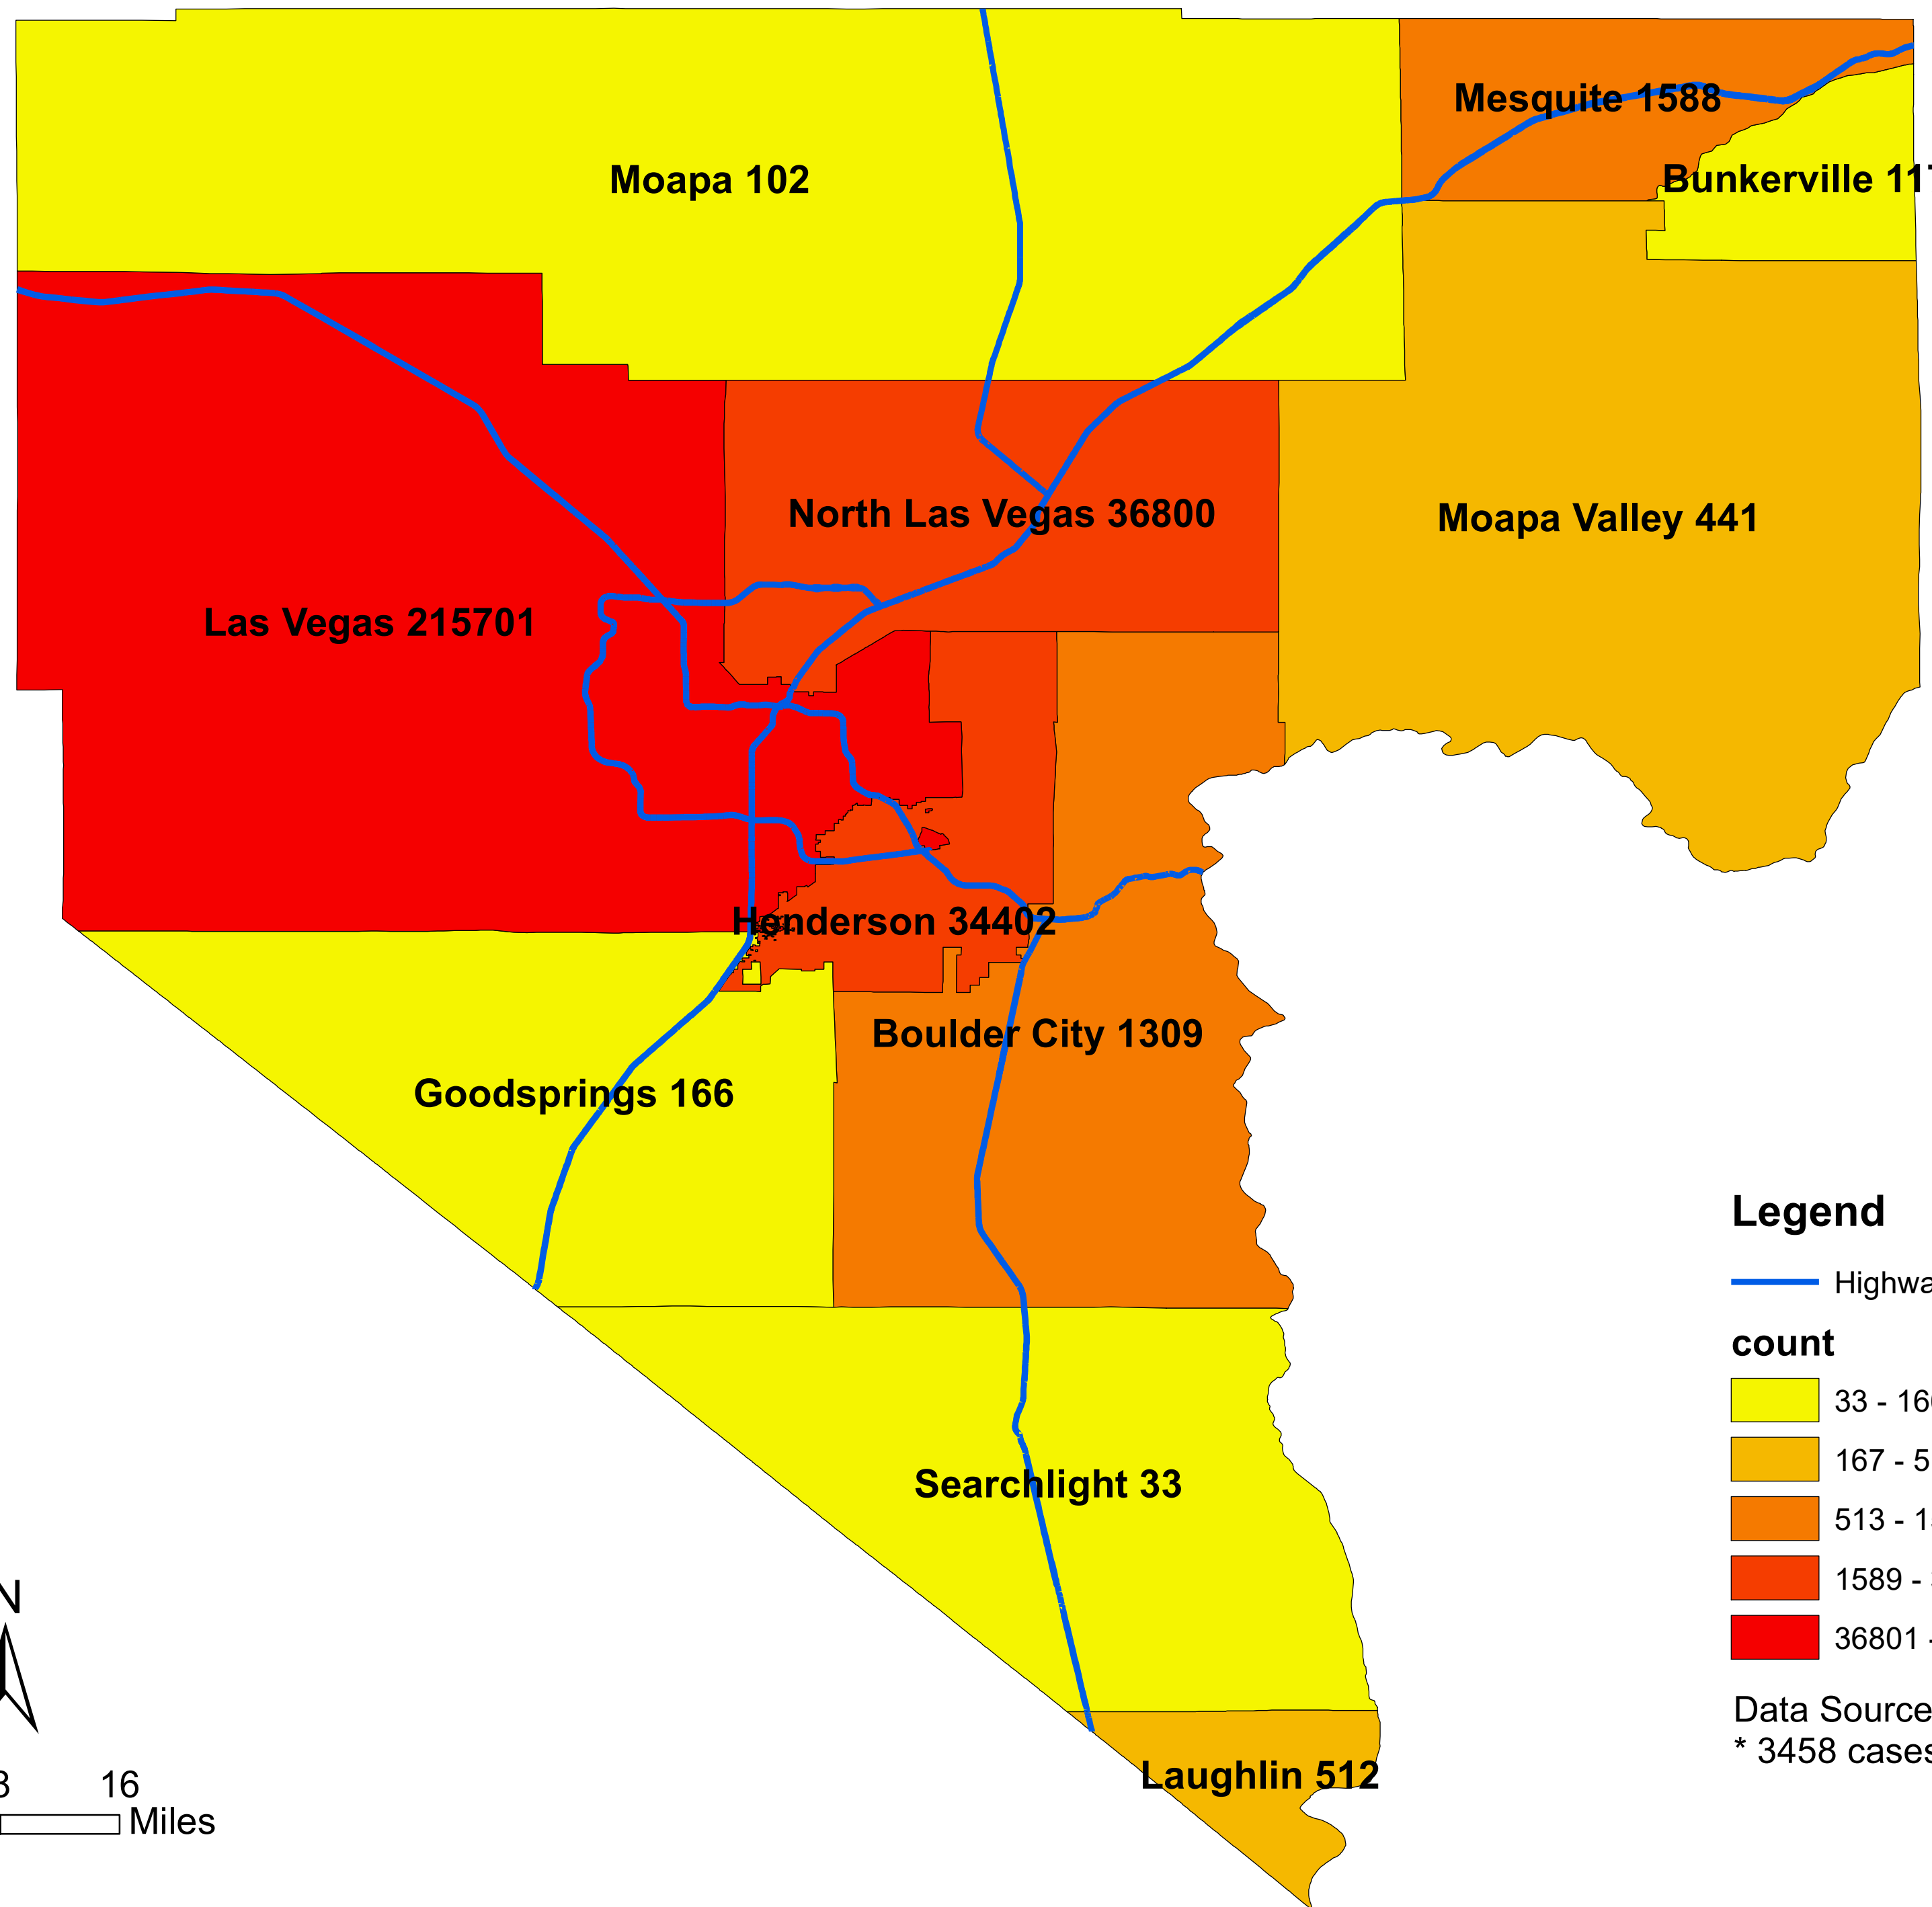 Mesquite 1588
Moapa 102
Bunkerville 117
North Las Vegas 36800
Moapa Valley 441
Las Vegas 215701
Henderson 34402
Boulder City 1309
Goodsprings 166
Searchlight 33
Laughlin 512
Legend
count
33 -
167 -
513 -
1589 -
36801 -
Data Source
* 3458 cases
N
16
Miles